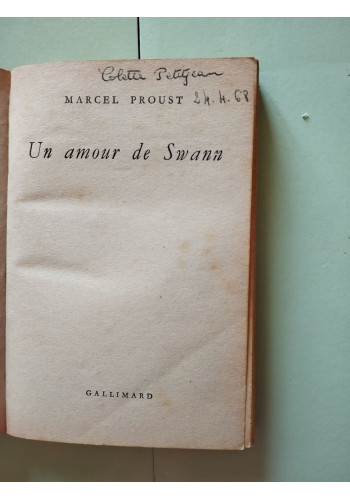 Colette Petitjean
MARCEL PROUST 24.4.68
Un amour de Swann
GALLIMARD